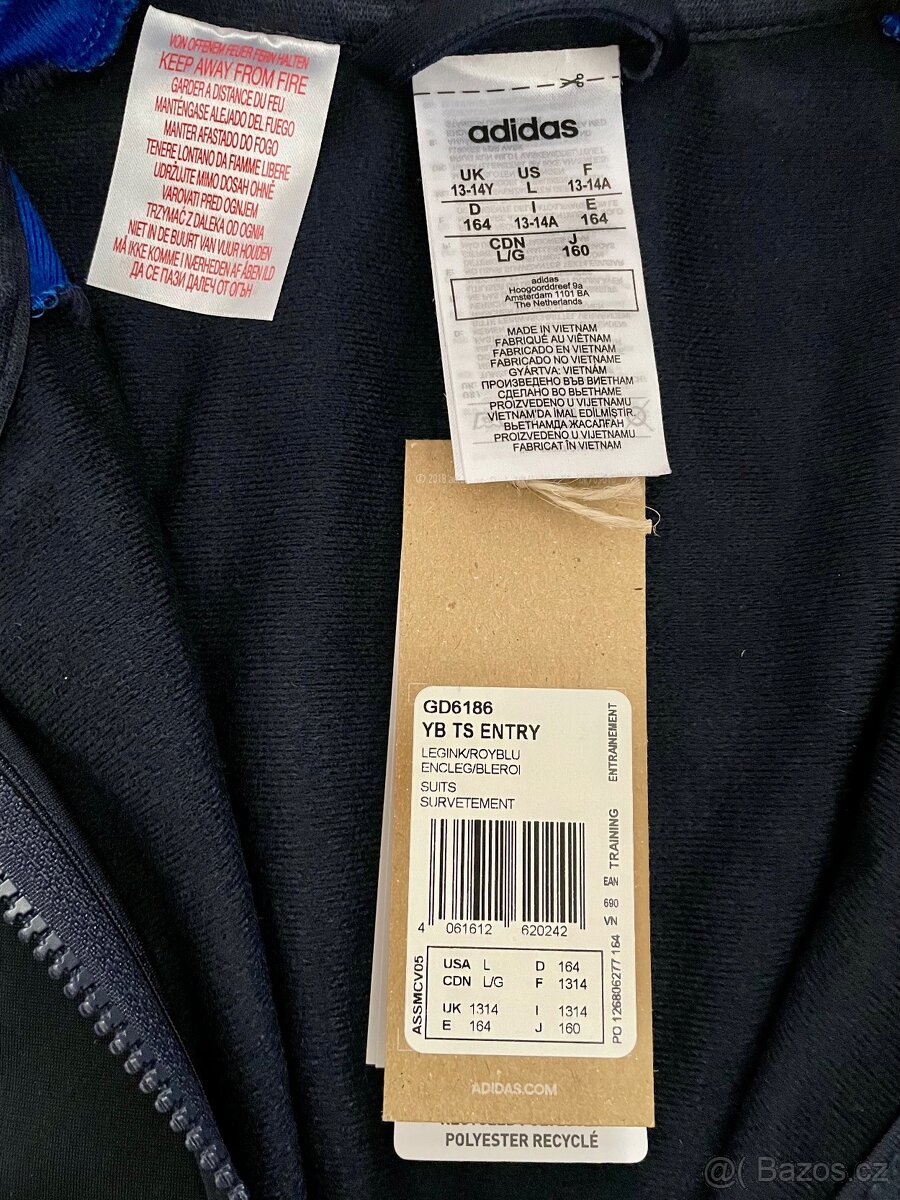 VON OFFENEM FEUER FERN HALTEN
KEEP AWAY FROM FIRE
GARDER A DISTANCE DU FEU
MANTÉNGASE ALEJADO DEL FUEGO
MANTER AFASTADO DO FOGO
TENERE LONTANO DA FIAMME LIBERE
UDRŽUJTE MIMO DOSAH OHNĚ
VAROVATI PRED OGNJEM
TRZYMAĆ Z DALEKA OD OGNIA
NIET IN DE BUURT VAN VUUR HOUDEN
MÅ IKKE KOMME I NÆRHEDEN AF ÅBEN ILD
ДА СЕ ПАЗИ ДАЛЕЧ ОТ ОГЪН
adidas
UK US F
13-14Y L 13-14A
D I E
164 13-14A 164
CDN J
L/G 160
adidas
Hoogoorddreef 9a
Amsterdam 1101 BA
The Netherlands
MADE IN VIETNAM
FABRIQUÉ AU VIÊTNAM
FABRICADO EN VIETNAM
FABRICADO NO VIETNAME
GYÁRTVA: VIETNÁM
ПРОИЗВЕДЕНО ВЪВ ВИЕТНАМ
СДЕЛАНО ВО ВЬЕТНАМЕ
PROIZVEDENO U VIJETNAMU
VIETNAM'DA İMAL EDİLMİŞTİR
ВЬЕТНАМДА ЖАСАЛҒАН
PROIZVEDENO U VIJETNAMU
FABRICAT ÎN VIETNAM
GD6186
YB TS ENTRY
LEGINK/ROYBLU
ENCLEG/BLEROI
SUITS
SURVETEMENT
TRAINING ENTRAINEMENT
4 061612 620242
EAN
690
VN
ASSMCV05
USA L D 164
CDN L/G F 1314
UK 1314 I 1314
E 164 J 160
PO 126806277 164
ADIDAS.COM
POLYESTER RECYCLÉ
@( Bazos.cz